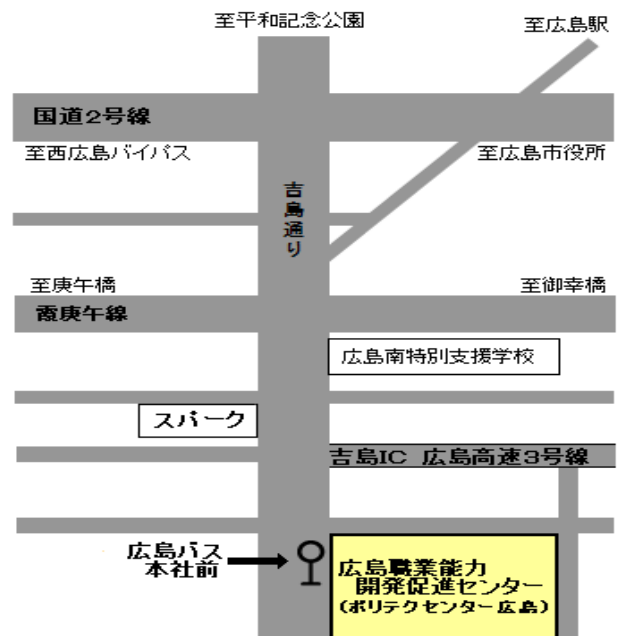 至平和記念公園
至広島駅
国道2号線
至西広島バイパス
至広島市役所
吉島通り
至庚午橋
至御幸橋
霞庚午線
広島南特別支援学校
スパーク
吉島IC 広島高速3号線
広島バス
本社前
広島職業能力
開発促進センター
(ポリテクセンター広島)